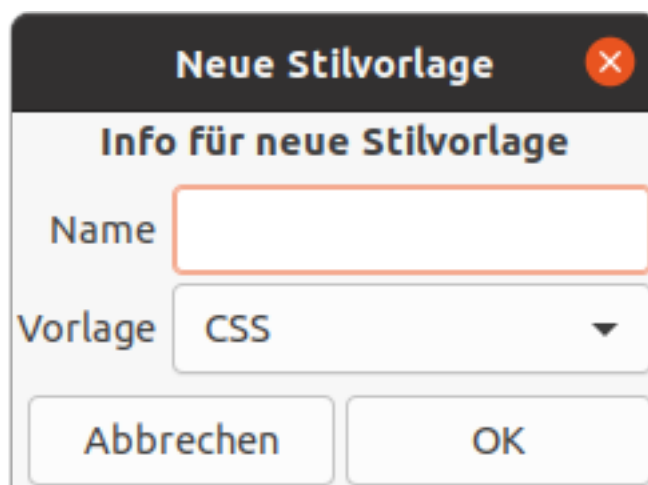 Neue Stilvorlage
Info für neue Stilvorlage
Name
Vorlage CSS
Abbrechen OK